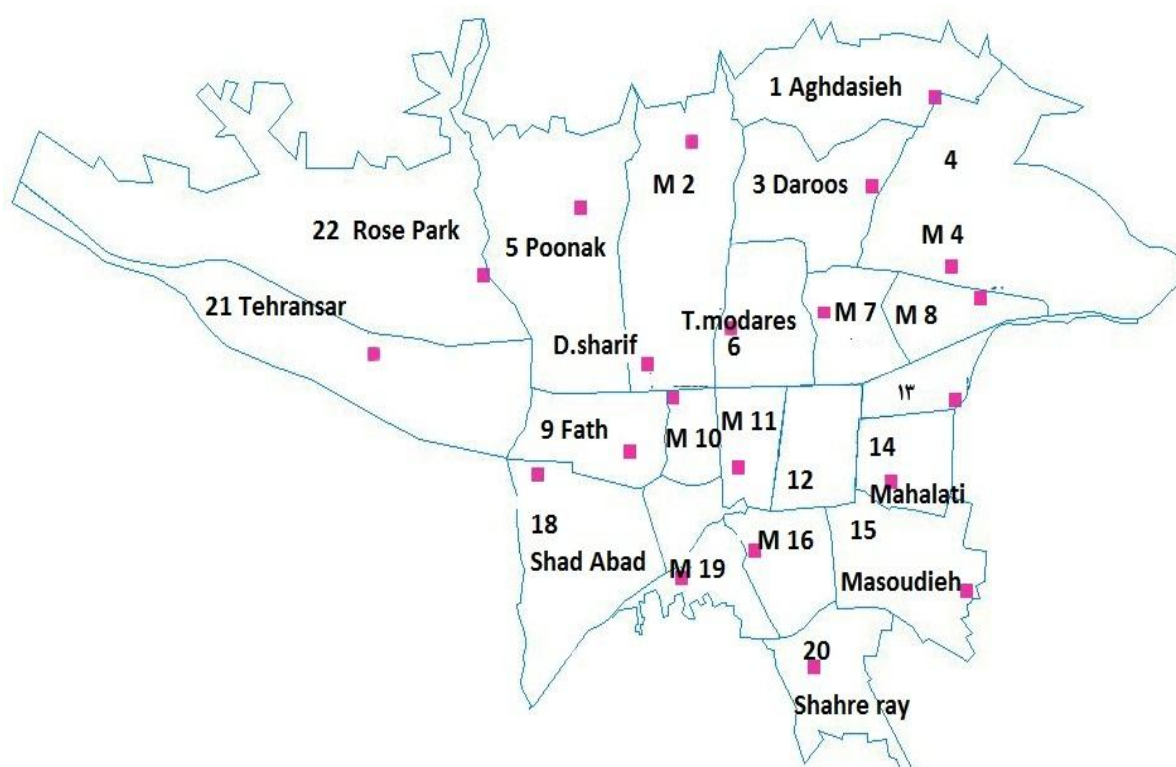 1 Aghdasieh
4
M 2
3 Daroos
M 4
22 Rose Park
5 Poonak
21 Tehransar
T.modares
6
M 7
M 8
D.sharif
۱۳
9 Fath
M 10
M 11
12
14
Mahalati
18
Shad Abad
M 19
M 16
15
Masoudieh
20
Shahre ray